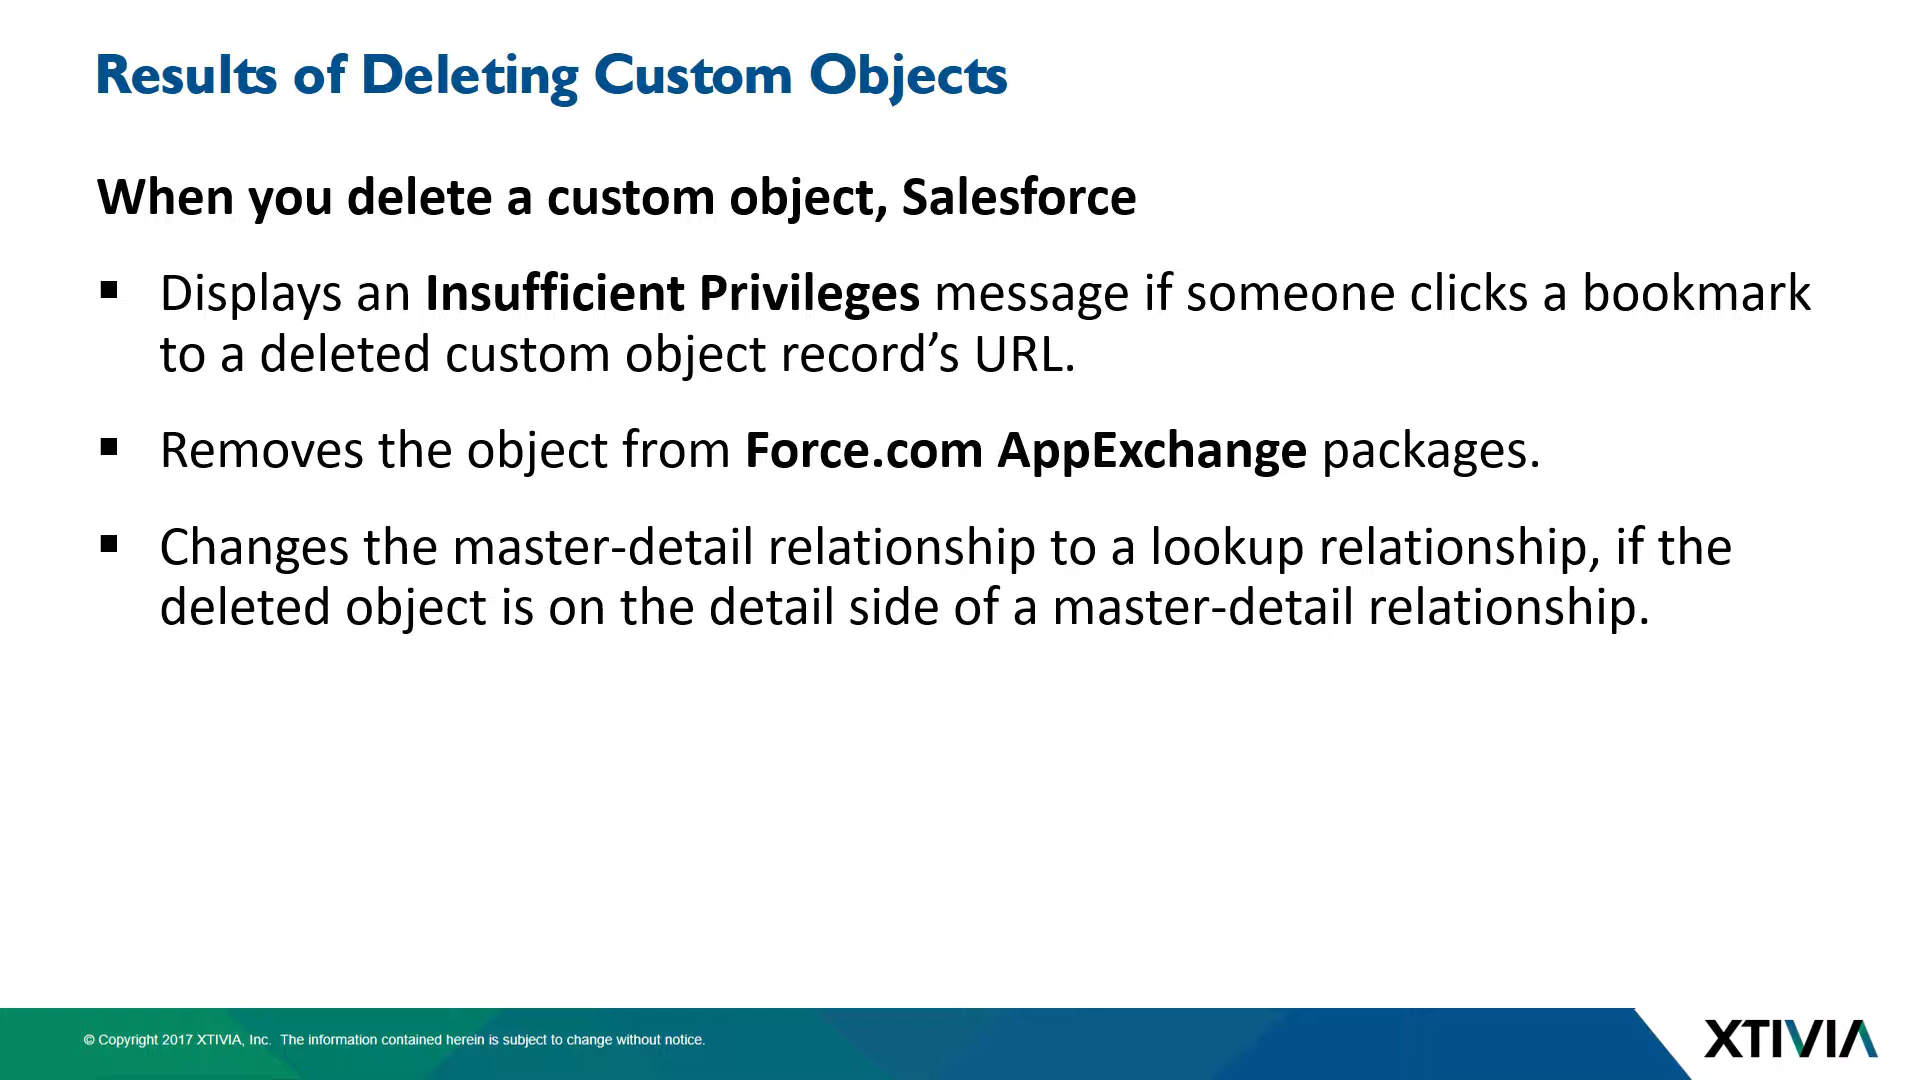 Results of Deleting Custom Objects
When you delete a custom object, Salesforce
▪ Displays an Insufficient Privileges message if someone clicks a bookmark
to a deleted custom object record’s URL.
▪ Removes the object from Force.com AppExchange packages.
▪ Changes the master-detail relationship to a lookup relationship, if the
deleted object is on the detail side of a master-detail relationship.
© Copyright 2017 XTIVIA, Inc. The information contained herein is subject to change without notice.
XTIVIA